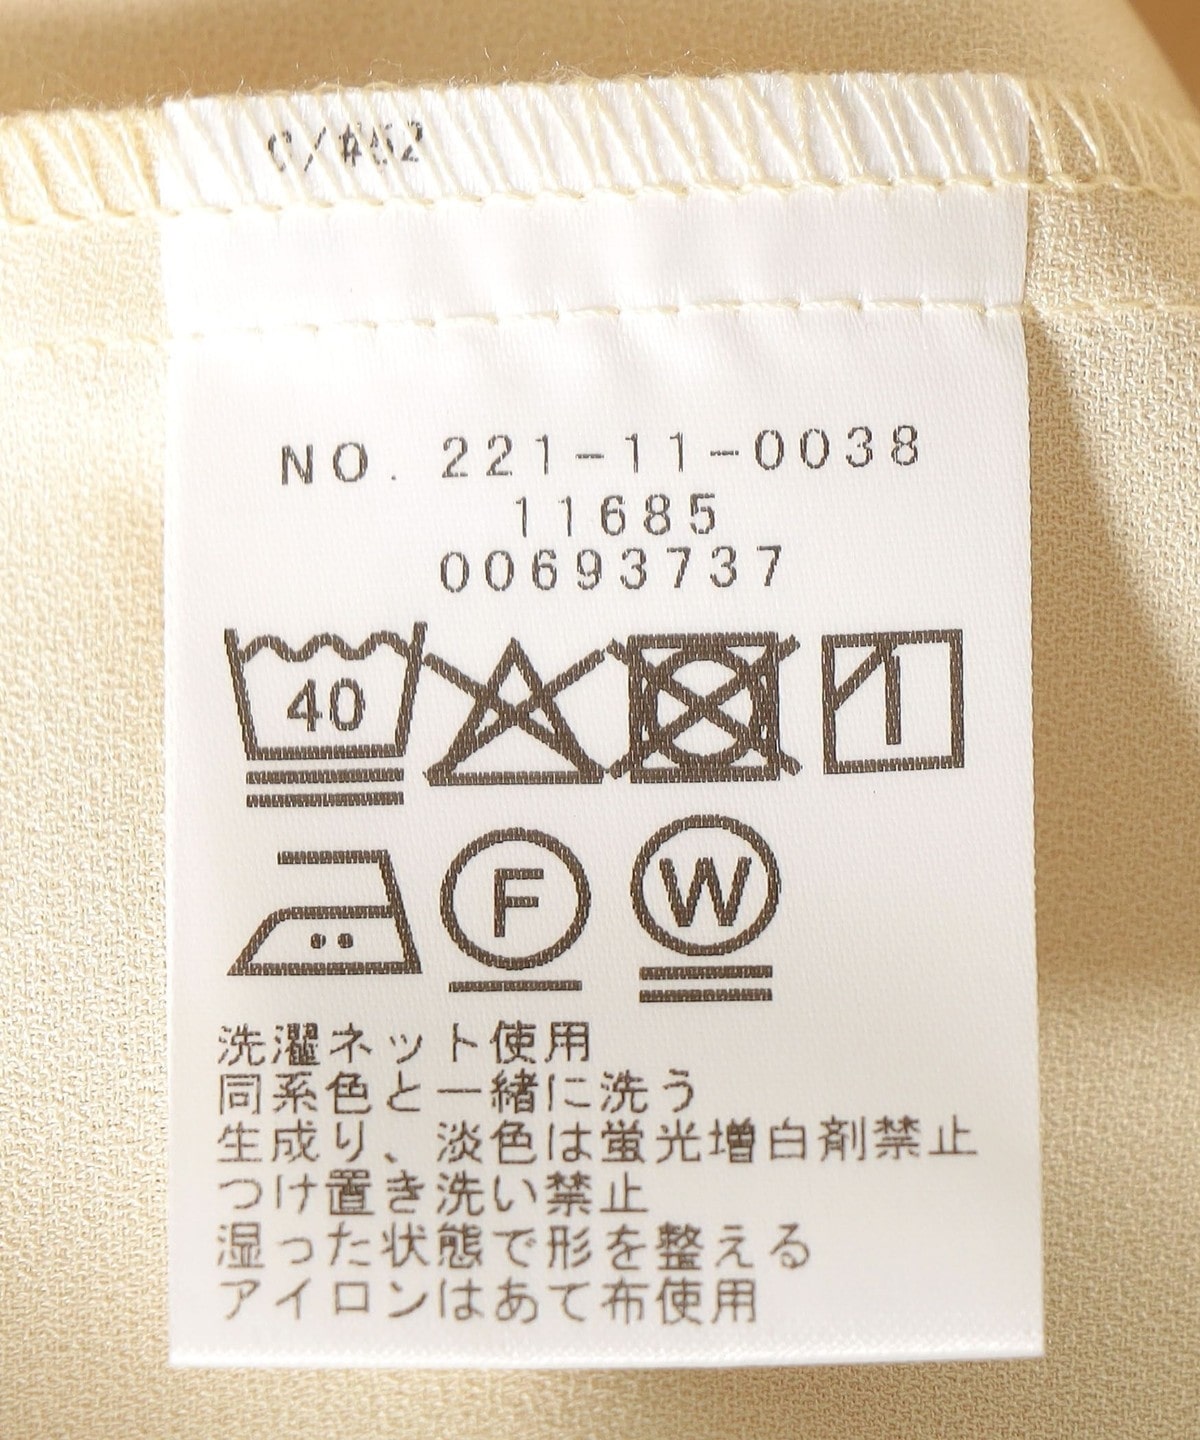 C/#62
NO. 221-11-0038
11685
00693737
40
F W
洗濯ネット使用
同系色と一緒に洗う
生成り、淡色は蛍光増白剤禁止
つけ置き洗い禁止
湿った状態で形を整える
アイロンはあて布使用